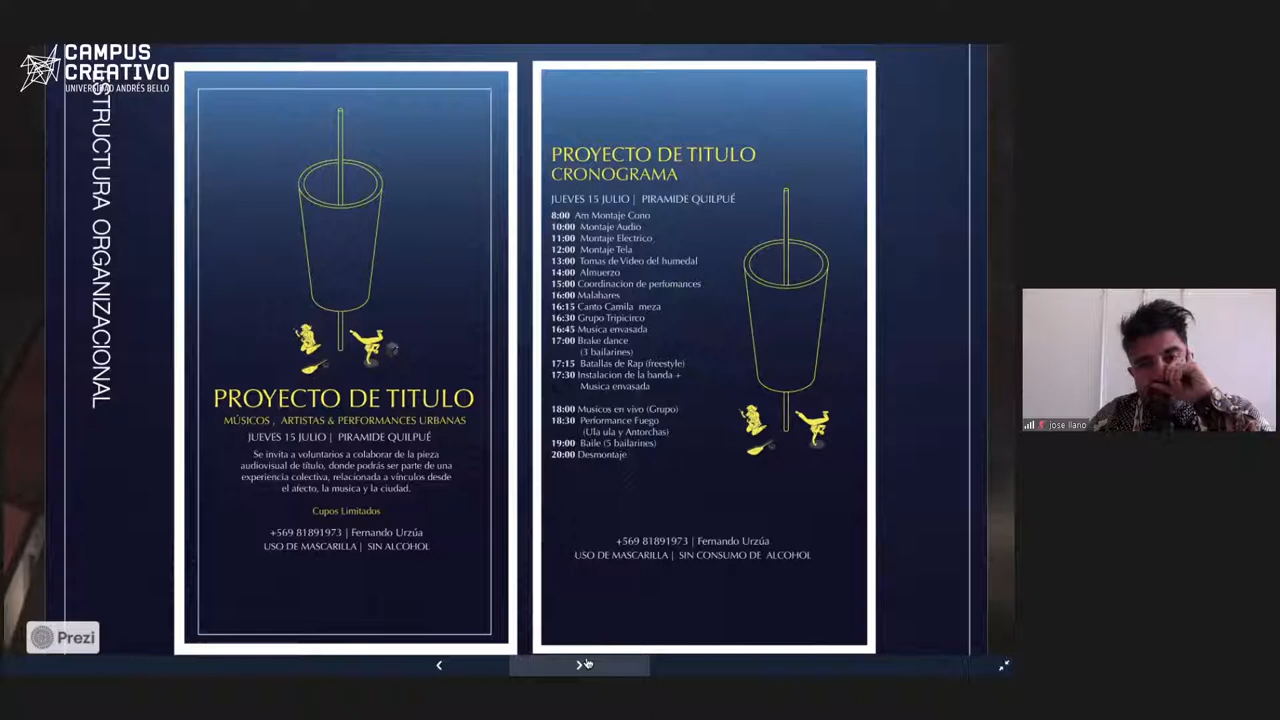 CAMPUS
CREATIVO
UNIVERSIDAD ANDRÉS BELLO
STRUCTURA ORGANIZACIONAL
PROYECTO DE TITULO
MÚSICOS , ARTISTAS & PERFORMANCES URBANAS
JUEVES 15 JULIO | PIRAMIDE QUILPUÉ
Se invita a voluntarios a colaborar de la pieza
audiovisual de título, donde podrás ser parte de una
experiencia colectiva, relacionada a vínculos desde
el afecto, la musica y la ciudad.
Cupos Limitados
+569 81891973 | Fernando Urzúa
USO DE MASCARILLA | SIN ALCOHOL
PROYECTO DE TITULO
CRONOGRAMA
JUEVES 15 JULIO | PIRAMIDE QUILPUÉ
8:00 Am Montaje Cono
10:00 Montaje Audio
11:00 Montaje Electrico
12:00 Montaje Tela
13:00 Tomas de Video del humedal
14:00 Almuerzo
15:00 Coordinacion de perfomances
16:00 Malahares
16:15 Canto Camila meza
16:30 Grupo Tripicirco
16:45 Musica envasada
17:00 Brake dance
(3 bailarines)
17:15 Batallas de Rap (freestyle)
17:30 Instalacion de la banda +
Musica envasada
18:00 Musicos en vivo (Grupo)
18:30 Performance Fuego
(Ula ula y Antorchas)
19:00 Baile (5 bailarines)
20:00 Desmontaje
+569 81891973 | Fernando Urzúa
USO DE MASCARILLA | SIN CONSUMO DE ALCOHOL
jose llano
Prezi